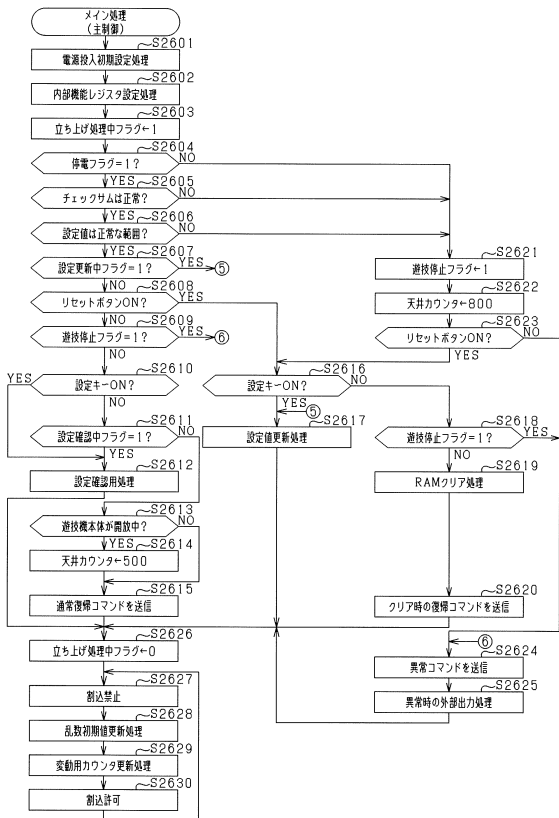 メイン処理
(主制御)
S2601
電源投入初期設定処理
S2602
内部機能レジスタ設定処理
S2603
立ち上げ処理中フラグ←1
S2604
停電フラグ=1?
NO
YES
S2605
チェックサムは正常?
NO
YES
S2606
設定値は正常な範囲?
NO
YES
S2607
設定更新中フラグ=1?
YES
⑤
NO
S2608
リセットボタンON?
YES
NO
S2609
遊技停止フラグ=1?
YES
⑥
NO
S2610
設定キーON?
YES
NO
S2611
設定確認中フラグ=1?
NO
YES
S2612
設定確認用処理
S2613
遊技機本体が開放中?
NO
YES
S2614
天井カウンタ←500
S2615
通常復帰コマンドを送信
S2616
設定キーON?
NO
YES
⑤
S2617
設定値更新処理
S2621
遊技停止フラグ←1
S2622
天井カウンタ←800
S2623
リセットボタンON?
NO
YES
S2618
遊技停止フラグ=1?
YES
NO
S2619
RAMクリア処理
S2620
クリア時の復帰コマンドを送信
⑥
S2624
異常コマンドを送信
S2625
異常時の外部出力処理
S2626
立ち上げ処理中フラグ←0
S2627
割込禁止
S2628
乱数初期値更新処理
S2629
変動用カウンタ更新処理
S2630
割込許可